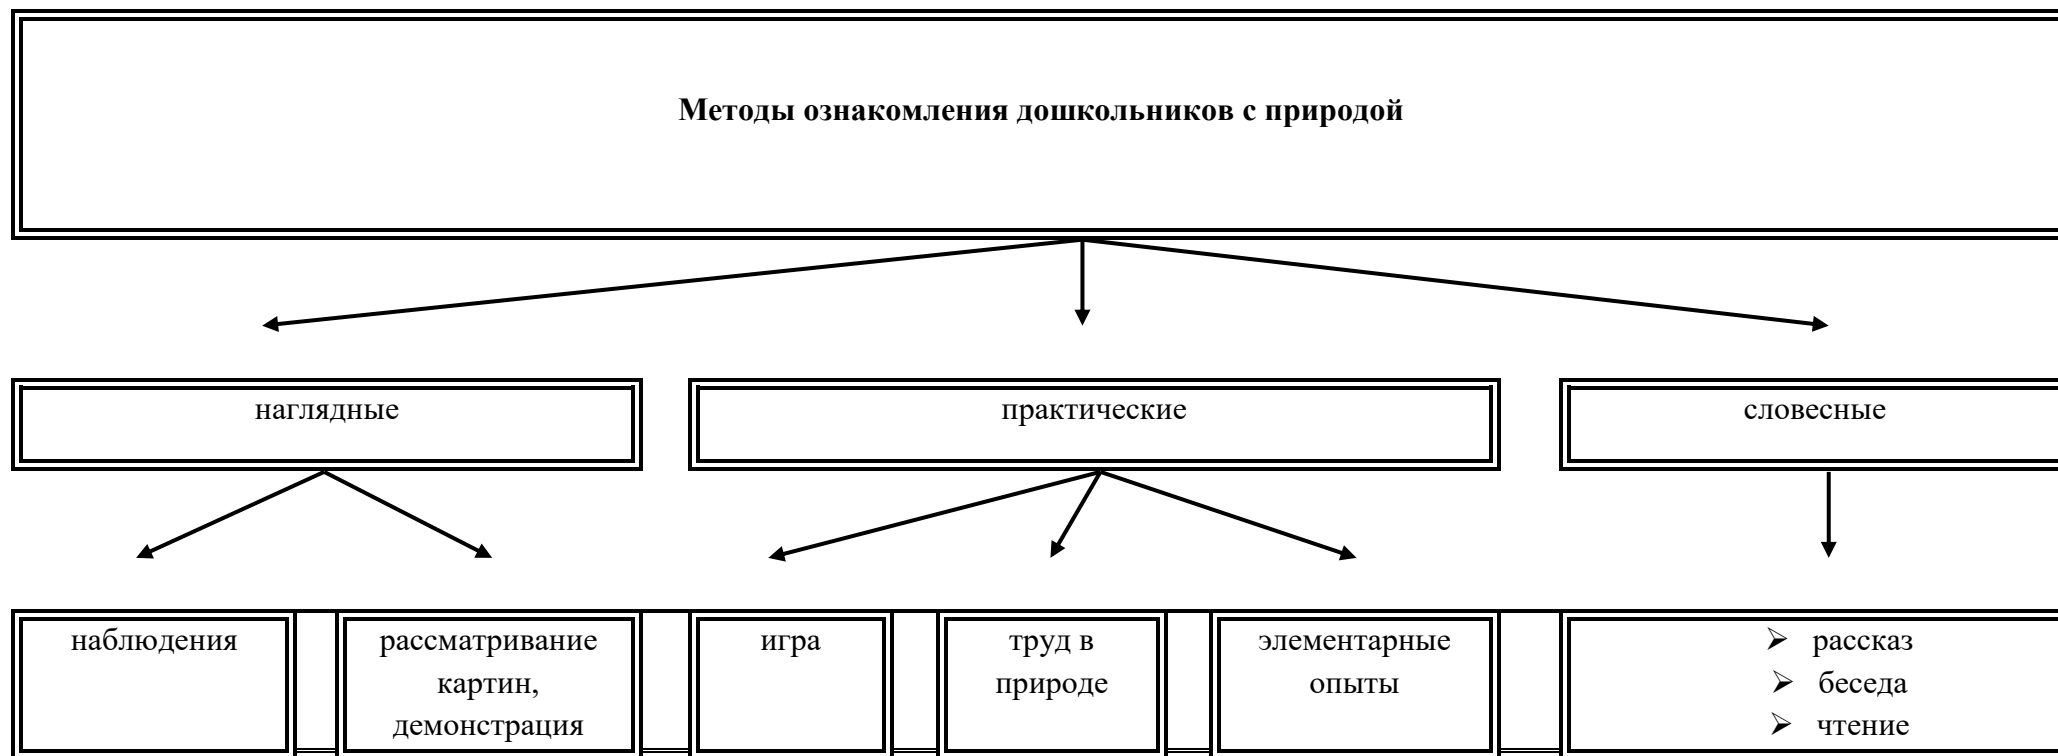 Методы ознакомления дошкольников с природой
наглядные
практические
словесные
наблюдения
рассматривание
картин,
демонстрация
игра
труд в
природе
элементарные
опыты
➢ рассказ
➢ беседа
➢ чтение